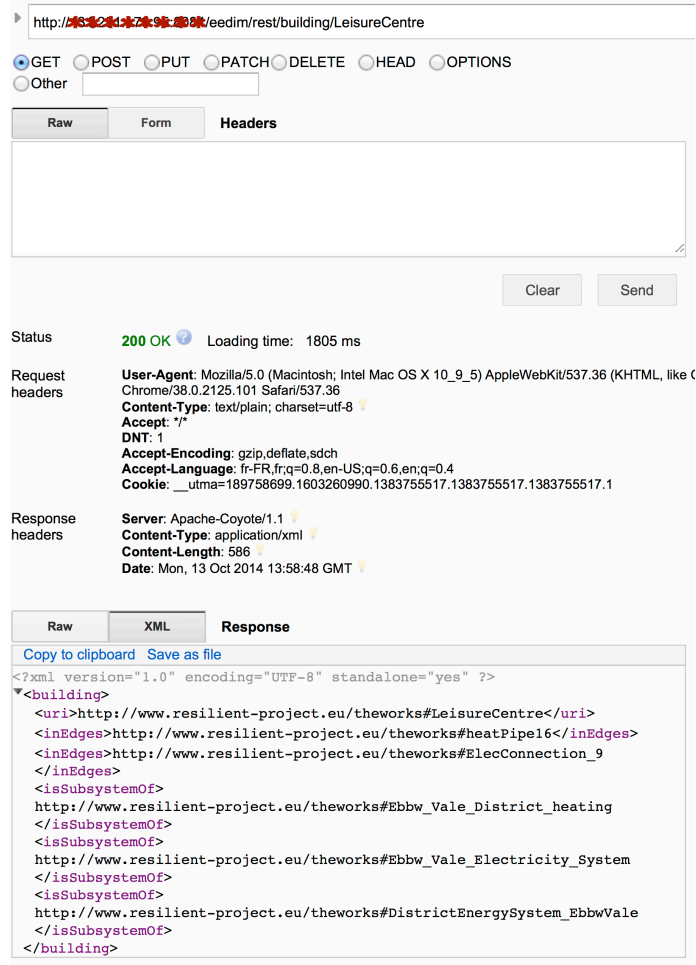 http:///eedim/rest/building/LeisureCentre
GET POST PUT PATCH DELETE HEAD OPTIONS
Other
Raw Form Headers
Clear Send
Status 200 OK ? Loading time: 1805 ms
Request headers
User-Agent: Mozilla/5.0 (Macintosh; Intel Mac OS X 10_9_5) AppleWebKit/537.36 (KHTML, like
Chrome/38.0.2125.101 Safari/537.36
Content-Type: text/plain; charset=utf-8
Accept: */*
DNT: 1
Accept-Encoding: gzip,deflate,sdch
Accept-Language: fr-FR,fr;q=0.8,en-US;q=0.6,en;q=0.4
Cookie: __utma=189758699.1603260990.1383755517.1383755517.1383755517.1
Response headers
Server: Apache-Coyote/1.1
Content-Type: application/xml
Content-Length: 586
Date: Mon, 13 Oct 2014 13:58:48 GMT
Raw XML Response
Copy to clipboard Save as file
<?xml version="1.0" encoding="UTF-8" standalone="yes" ?>
<building>
<uri>http://www.resilient-project.eu/theworks#LeisureCentre</uri>
<inEdges>http://www.resilient-project.eu/theworks#heatPipe16</inEdges>
<inEdges>http://www.resilient-project.eu/theworks#ElecConnection_9
</inEdges>
<isSubsystemOf>
http://www.resilient-project.eu/theworks#Ebbw_Vale_District_heating
</isSubsystemOf>
<isSubsystemOf>
http://www.resilient-project.eu/theworks#Ebbw_Vale_Electricity_System
</isSubsystemOf>
<isSubsystemOf>
http://www.resilient-project.eu/theworks#DistrictEnergySystem_EbbwVale
</isSubsystemOf>
</building>